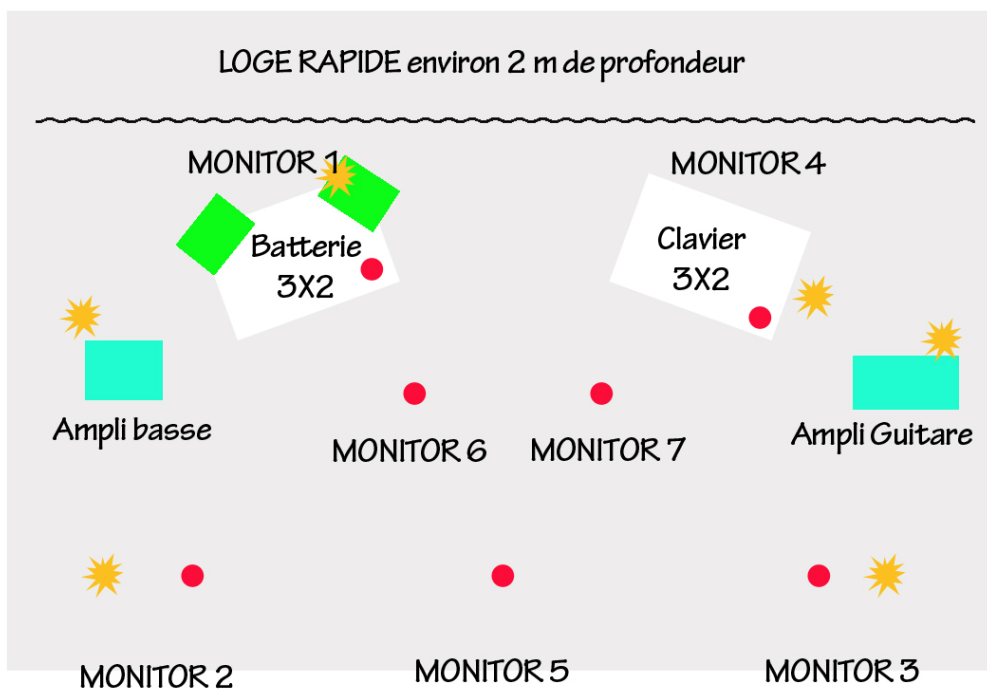 LOGE RAPIDE environ 2 m de profondeur
MONITOR 1
MONITOR 4
Batterie
3X2
Clavier
3X2
Ampli basse
Ampli Guitare
MONITOR 6
MONITOR 7
MONITOR 2
MONITOR 5
MONITOR 3